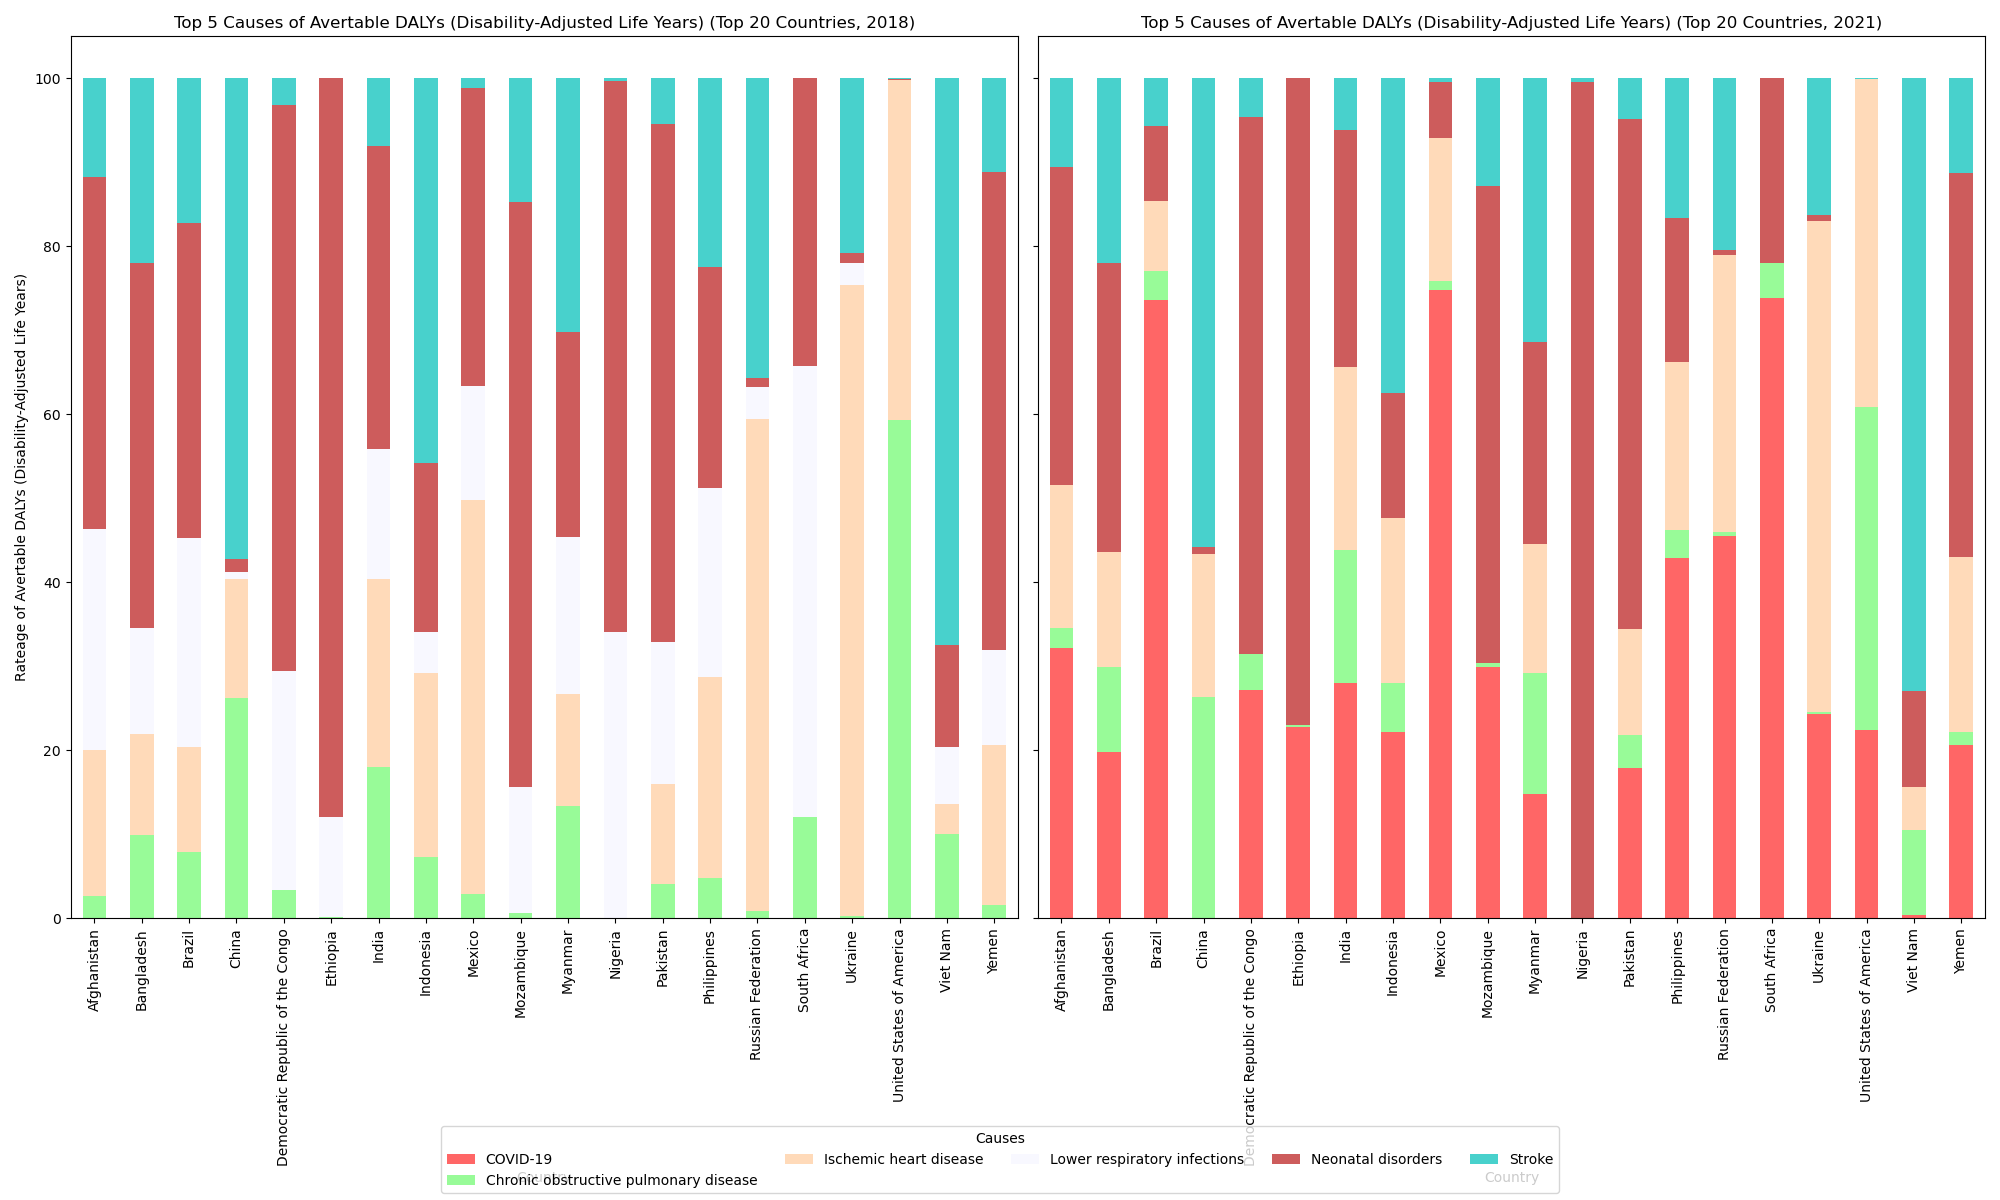 Top 5 Causes of Avertable DALYs (Disability-Adjusted Life Years) (Top 20 Countries, 2018)
Top 5 Causes of Avertable DALYs (Disability-Adjusted Life Years) (Top 20 Countries, 2021)
Rateage of Avertable DALYs (Disability-Adjusted Life Years)
100
80
60
40
20
0
Afghanistan
Bangladesh
Brazil
China
Democratic Republic of the Congo
Ethiopia
India
Indonesia
Mexico
Mozambique
Myanmar
Nigeria
Pakistan
Philippines
Russian Federation
South Africa
Ukraine
United States of America
Viet Nam
Yemen
Country
Afghanistan
Bangladesh
Brazil
China
Democratic Republic of the Congo
Ethiopia
India
Indonesia
Mexico
Mozambique
Myanmar
Nigeria
Pakistan
Philippines
Russian Federation
South Africa
Ukraine
United States of America
Viet Nam
Yemen
Country
Causes
COVID-19
Chronic obstructive pulmonary disease
Ischemic heart disease
Lower respiratory infections
Neonatal disorders
Stroke